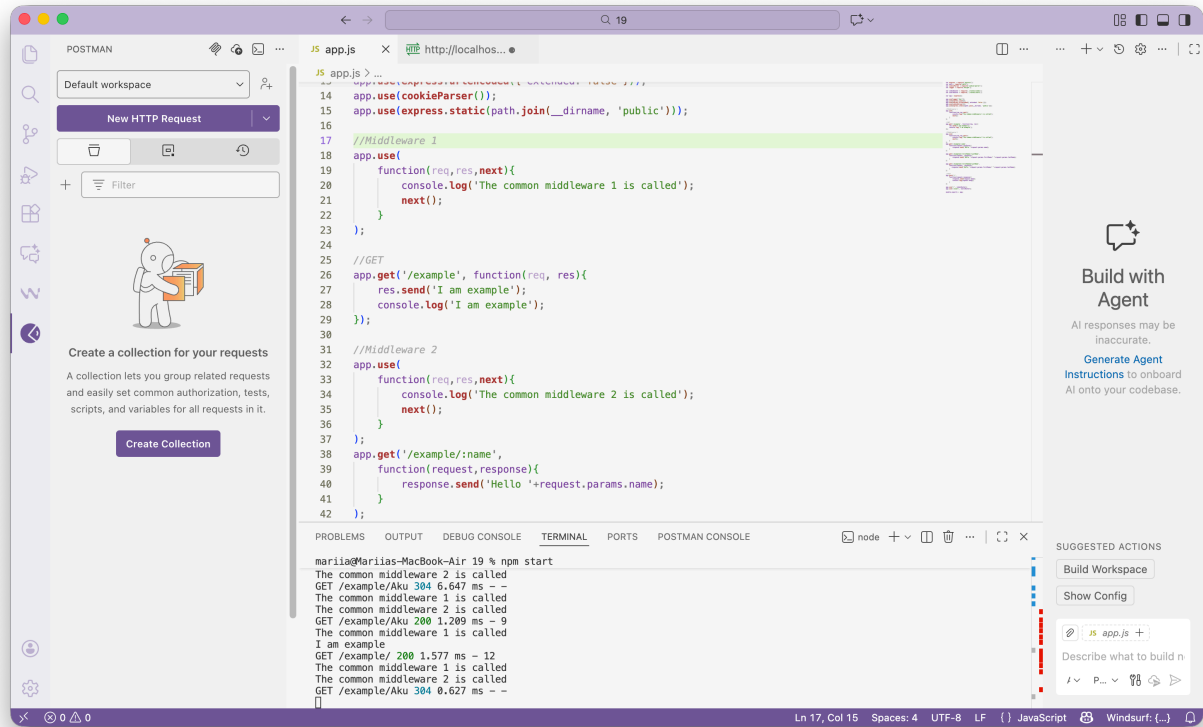 19
POSTMAN
Default workspace
New HTTP Request
Filter
Create a collection for your requests
A collection lets you group related requests
and easily set common authorization, tests,
scripts, and variables for all requests in it.
Create Collection
JS app.js
HTTP http://localhos...
JS app.js > ...
13 app.use(express.urlencoded({ extended: false }));
14 app.use(cookieParser());
15 app.use(express.static(path.join(__dirname, 'public')));
16
17 //Middleware 1
18 app.use(
19 function(req,res,next){
20 console.log('The common middleware 1 is called');
21 next();
22 }
23 );
24
25 //GET
26 app.get('/example', function(req, res){
27 res.send('I am example');
28 console.log('I am example');
29 });
30
31 //Middleware 2
32 app.use(
33 function(req,res,next){
34 console.log('The common middleware 2 is called');
35 next();
36 }
37 );
38 app.get('/example/:name',
39 function(request,response){
40 response.send('Hello '+request.params.name);
41 }
42 );
PROBLEMS OUTPUT DEBUG CONSOLE TERMINAL PORTS POSTMAN CONSOLE
node
mariia@Mariias-MacBook-Air 19 % npm start
The common middleware 2 is called
GET /example/Aku 304 6.647 ms - -
The common middleware 1 is called
The common middleware 2 is called
GET /example/Aku 200 1.209 ms - 9
The common middleware 1 is called
I am example
GET /example/ 200 1.577 ms - 12
The common middleware 1 is called
The common middleware 2 is called
GET /example/Aku 304 0.627 ms - -
Build with
Agent
AI responses may be
inaccurate.
Generate Agent
Instructions to onboard
AI onto your codebase.
SUGGESTED ACTIONS
Build Workspace
Show Config
JS app.js
Describe what to build n
P...
0 0
Ln 17, Col 15 Spaces: 4 UTF-8 LF { } JavaScript Windsurf: {...}